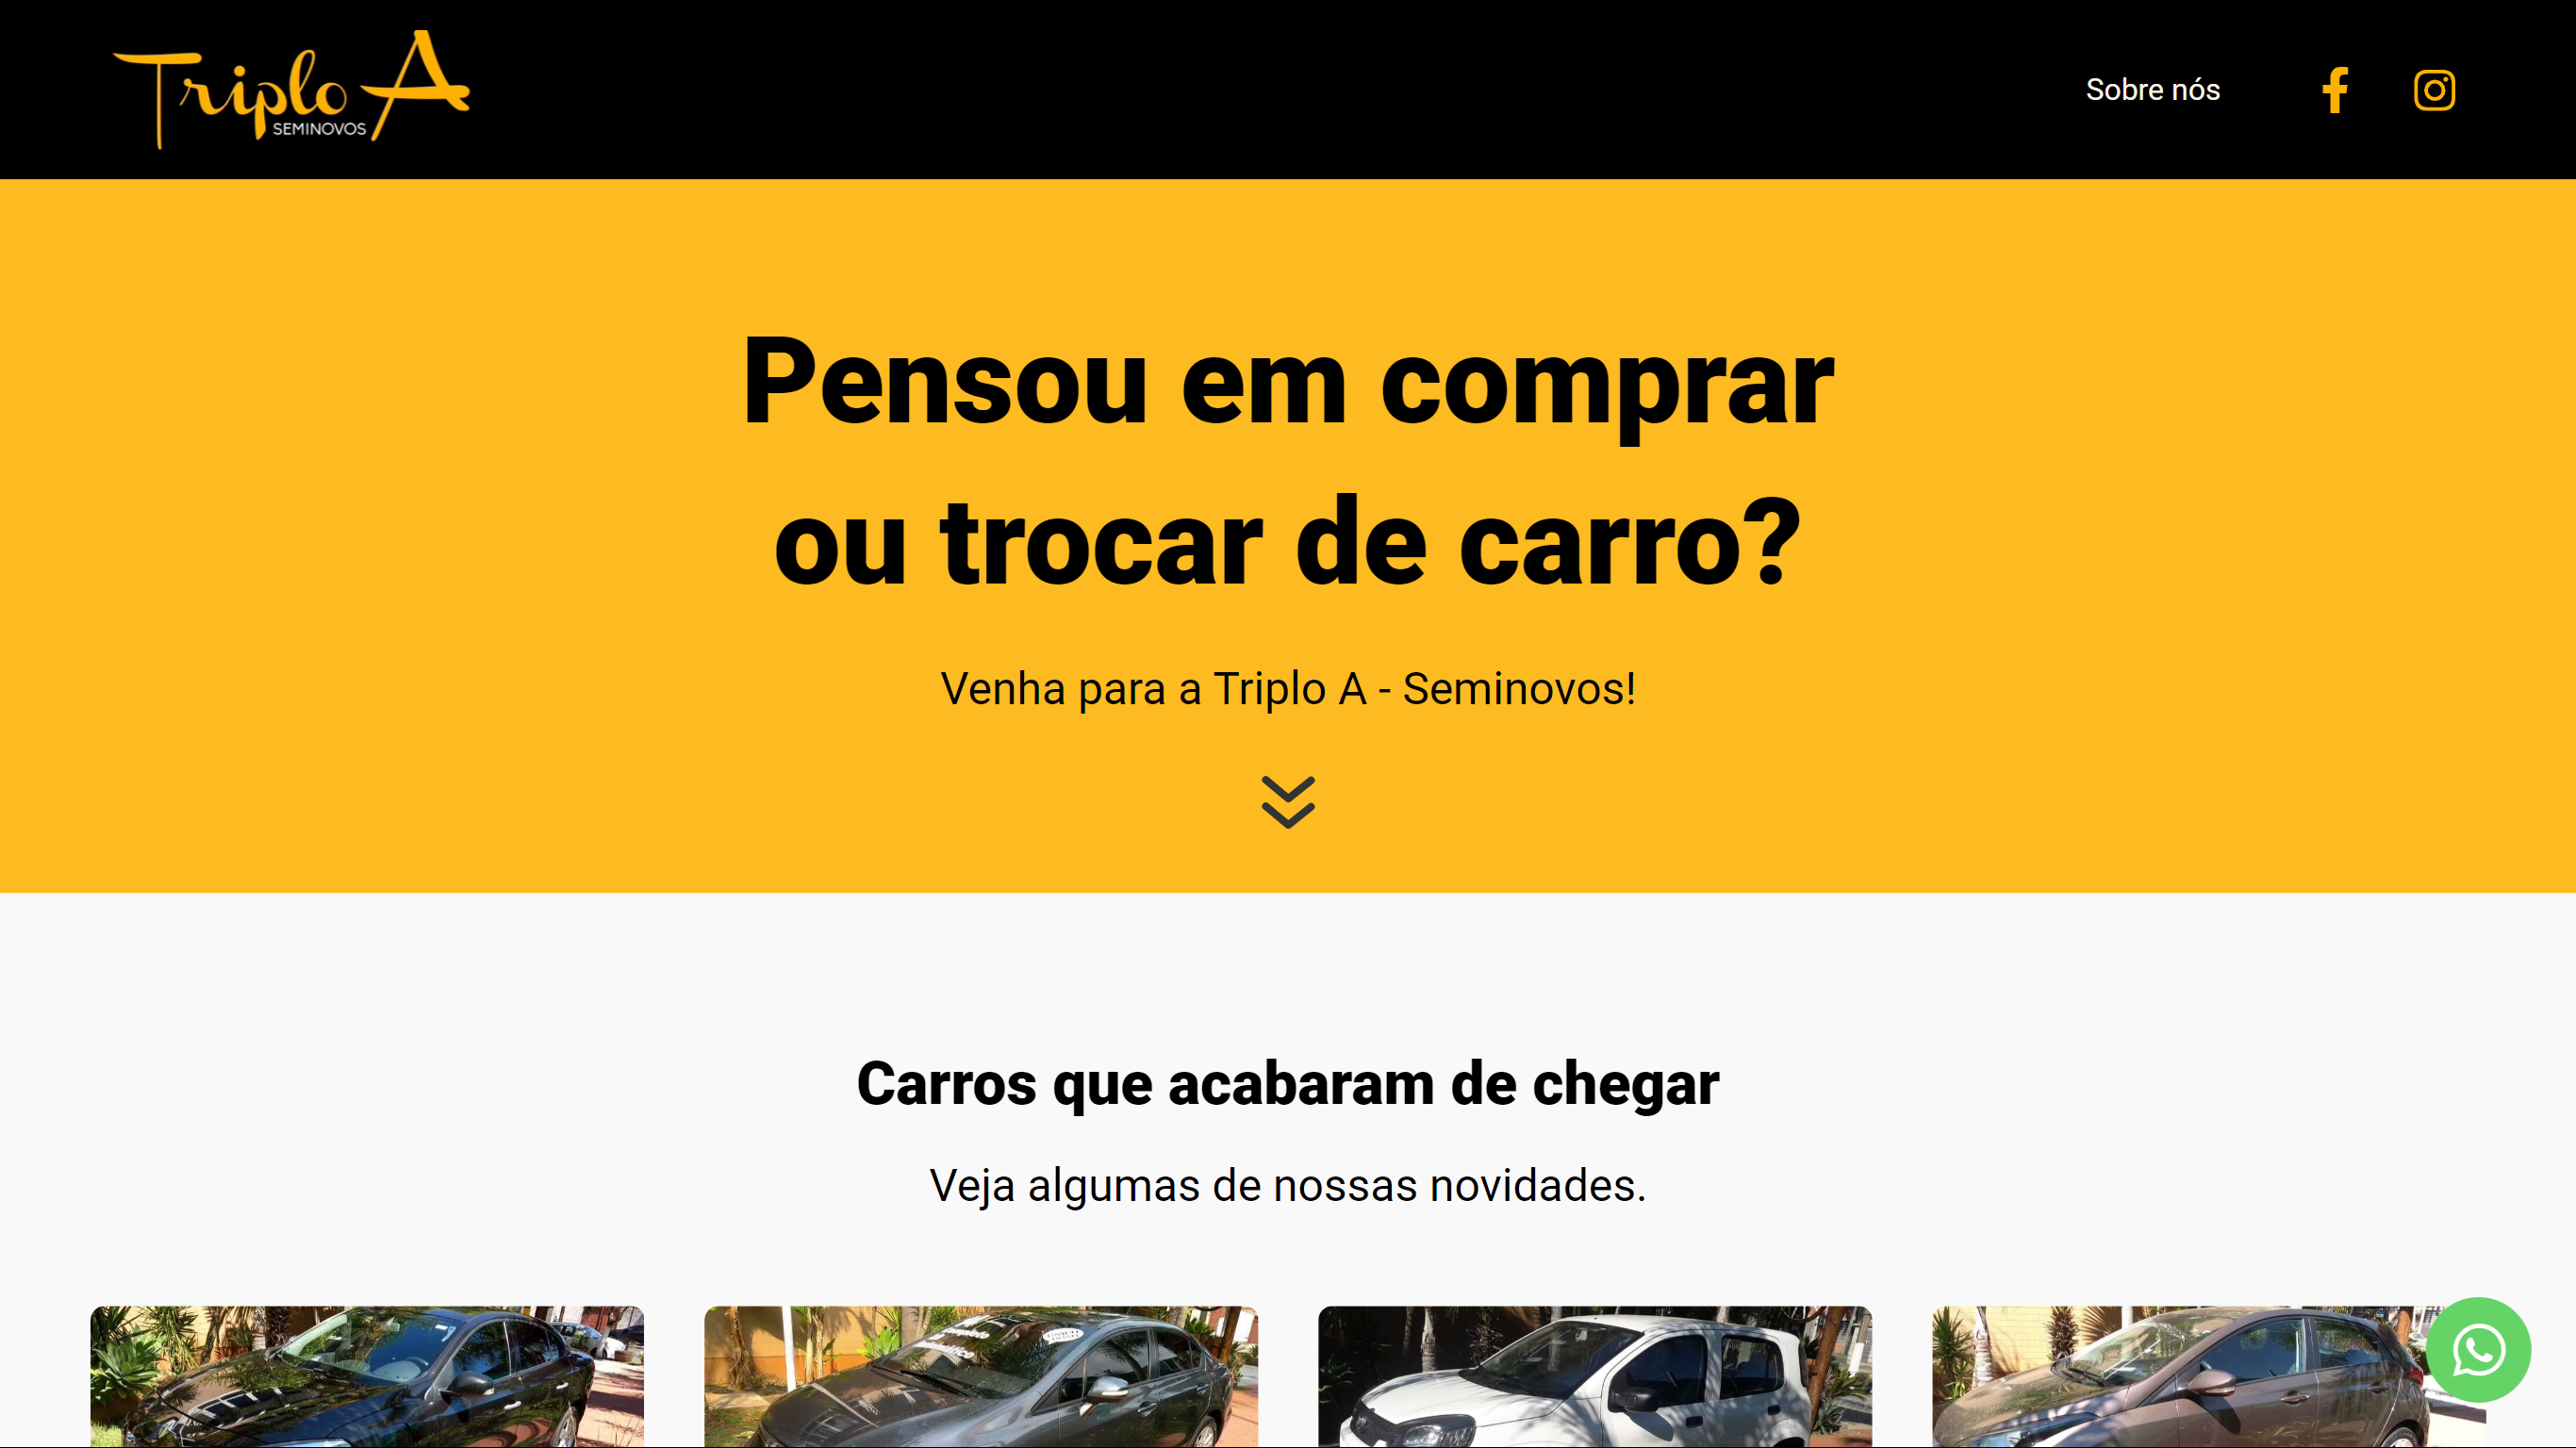 Triplo A
SEMINOVOS
Sobre nós
Pensou em comprar
ou trocar de carro?
Venha para a Triplo A - Seminovos!
Carros que acabaram de chegar
Veja algumas de nossas novidades.